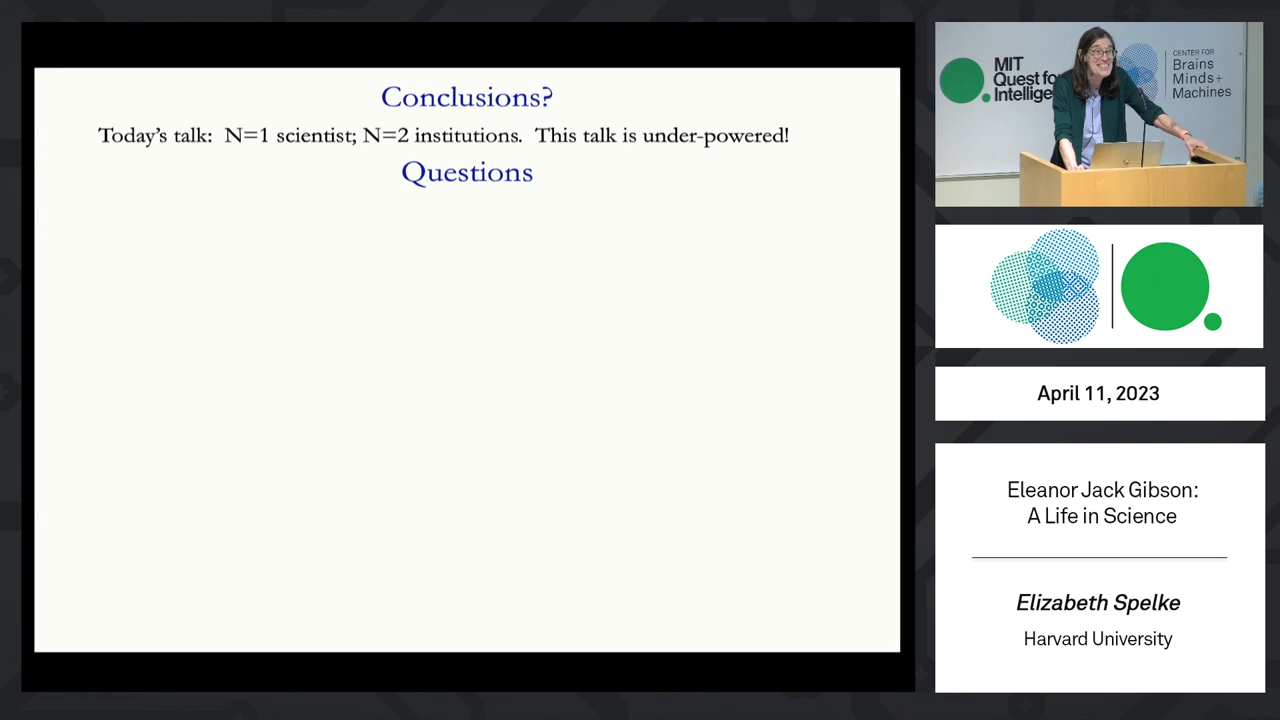 Conclusions?
Today's talk: N=1 scientist; N=2 institutions. This talk is under-powered!
Questions
MIT
Quest for
Intellige
CENTER FOR
Brains
Minds+
Machines
April 11, 2023
Eleanor Jack Gibson:
A Life in Science
Elizabeth Spelke
Harvard University